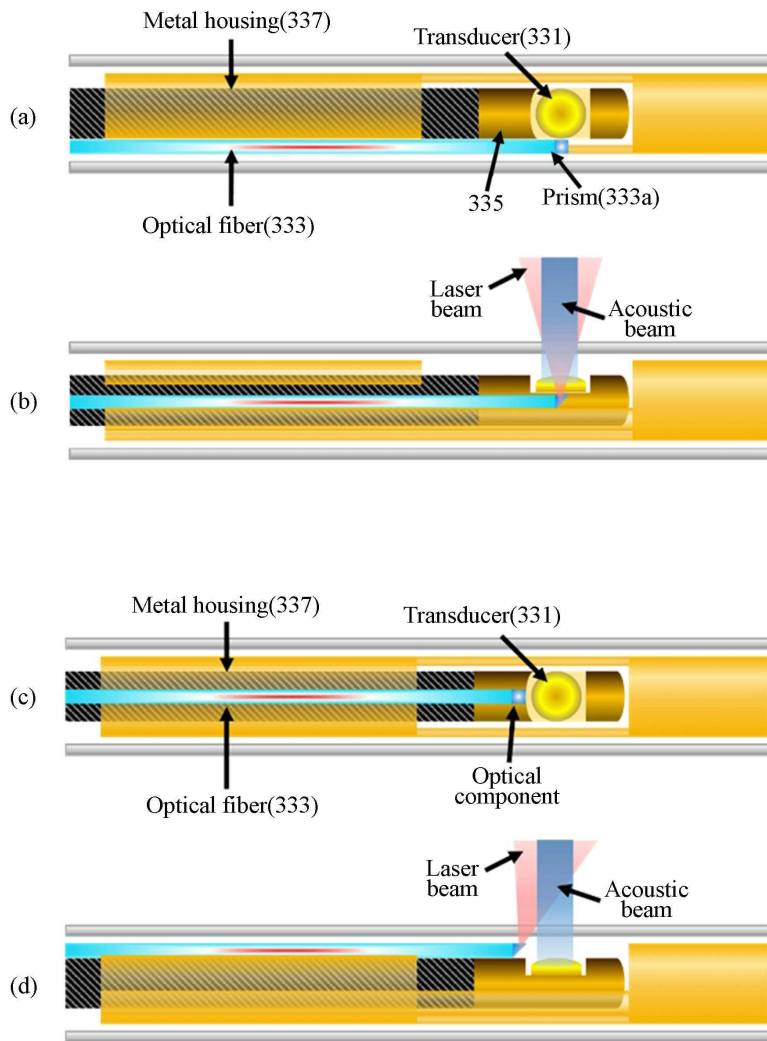 Metal housing(337)
Transducer(331)
(a)
335
Prism(333a)
Optical fiber(333)
Laser
beam
Acoustic
beam
(b)
Metal housing(337)
Transducer(331)
(c)
Optical fiber(333)
Optical
component
Laser
beam
Acoustic
beam
(d)